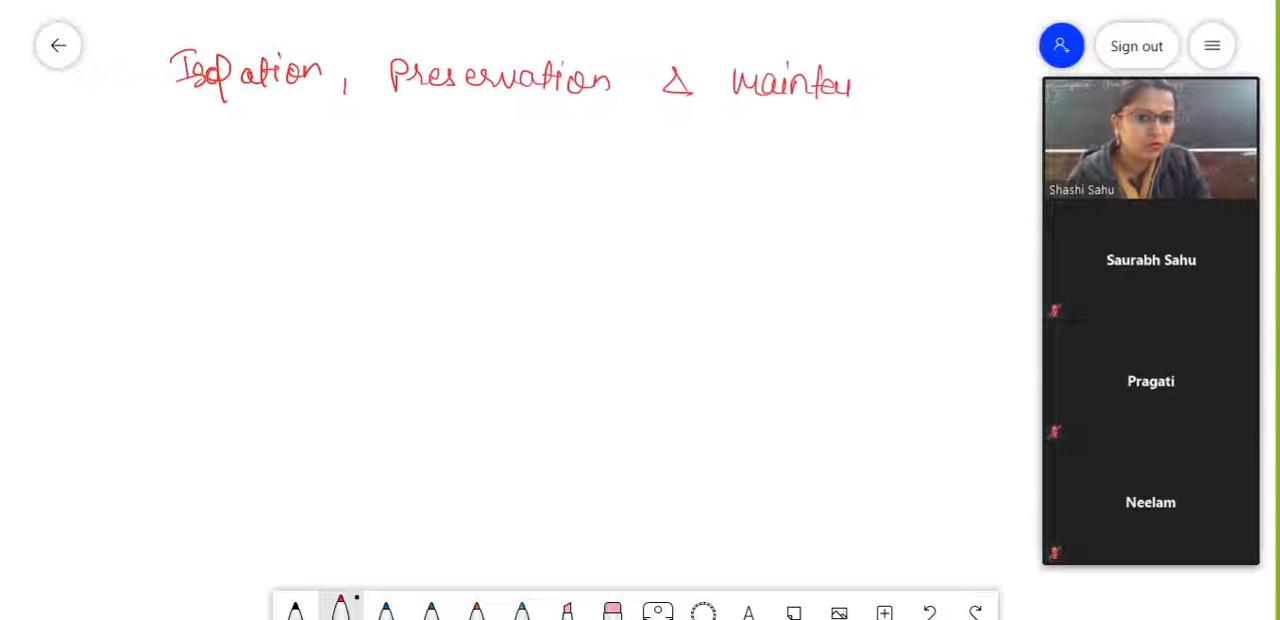 Isolation, Preservation & mainten
Sign out
Shashi Sahu
Saurabh Sahu
Pragati
Neelam